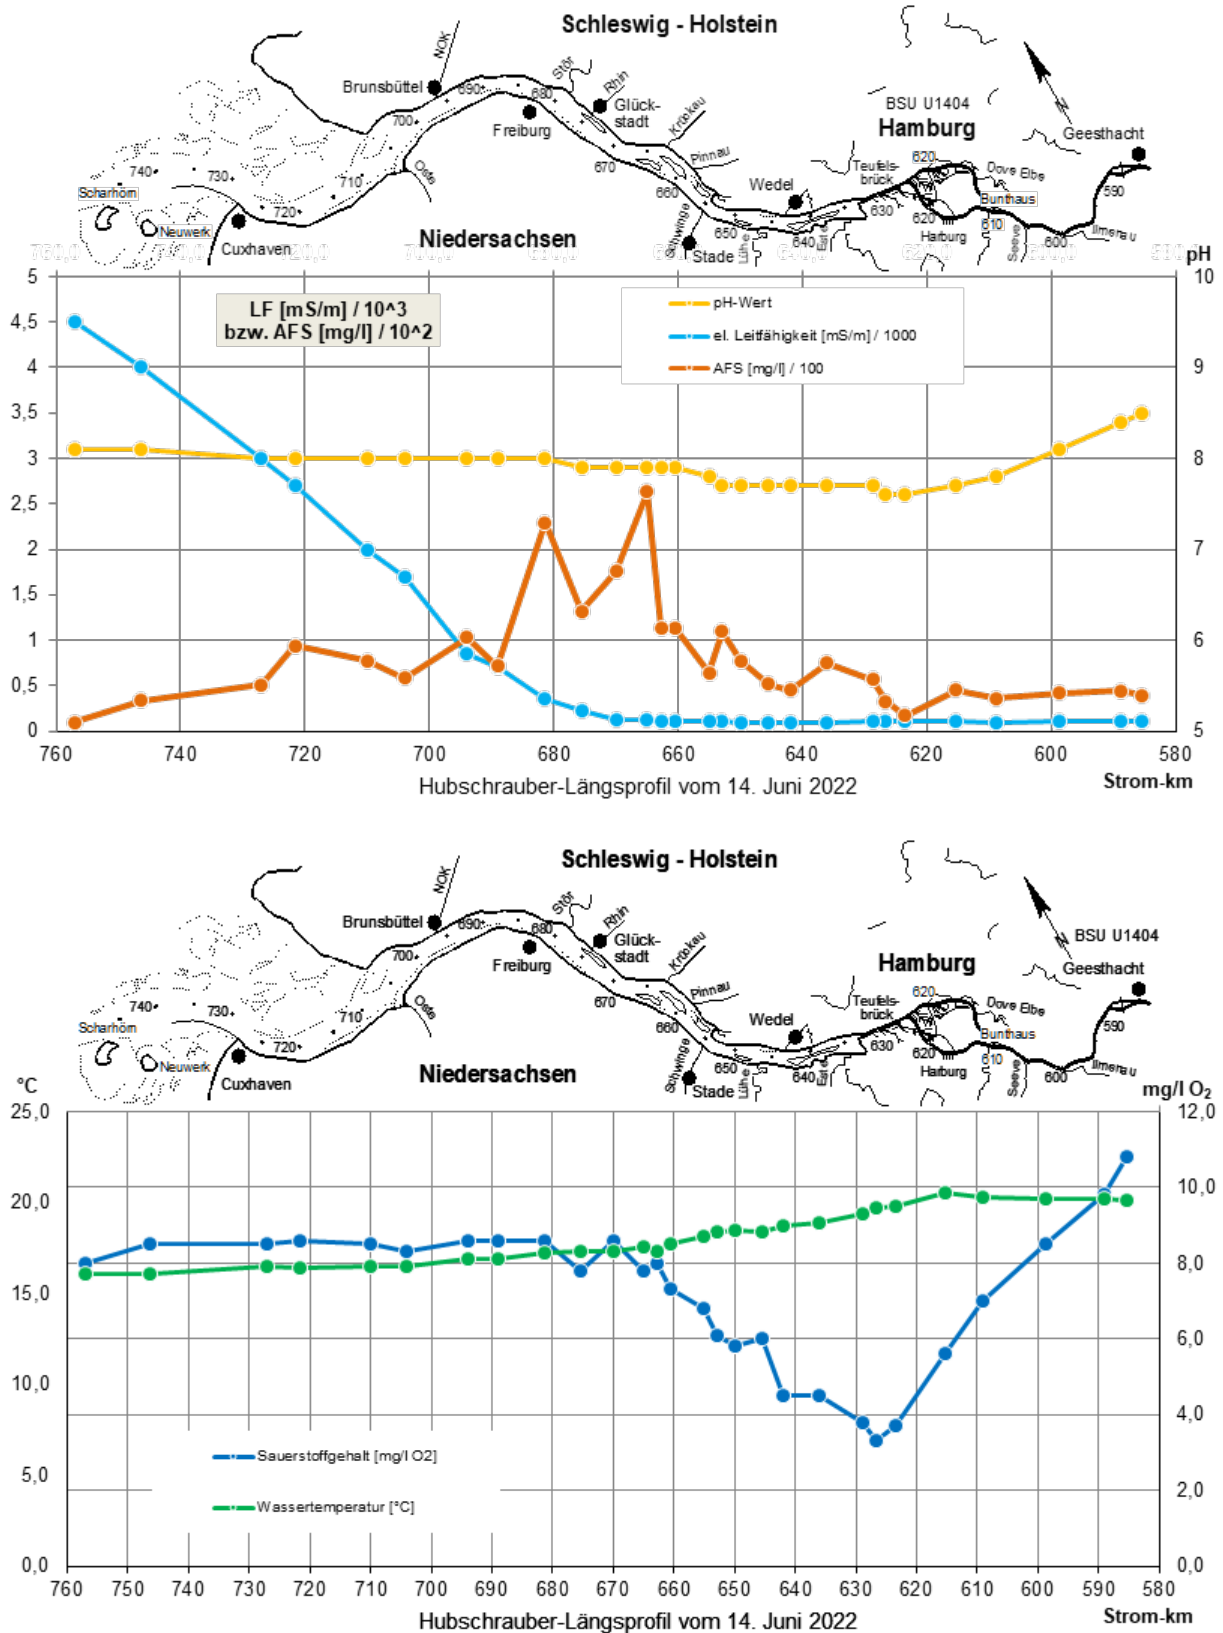 Schleswig - Holstein
NOK
Stör
Brunsbüttel
690
680
Rhin
Glück-
stadt
BSU U1404
N
700
Freiburg
Krückau
Hamburg
Geesthacht
Oste
670
Pinnau
Teufels-
brück
620
Dove Elbe
740
730
710
660
Wedel
590
Scharhörn
630
Bunthaus
720
Neuwerk
Schwinge
650
620
610
Cuxhaven
Niedersachsen
Stade
Lühe
640
Este
Harburg
Seeve
600
Ilmenau
pH
5
4,5
4
3,5
3
2,5
2
1,5
1
0,5
0
LF [mS/m] / 10^3
bzw. AFS [mg/l] / 10^2
pH-Wert
el. Leitfähigkeit [mS/m] / 1000
AFS [mg/l] / 100
10
9
8
7
6
5
760 740 720 700 680 660 640 620 600 580
Hubschrauber-Längsprofil vom 14. Juni 2022
Strom-km
Schleswig - Holstein
NOK
Stör
Brunsbüttel
690
680
Rhin
Glück-
stadt
N
BSU U1404
700
Freiburg
Krückau
Hamburg
Geesthacht
Oste
670
Pinnau
Teufels-
brück
620
Dove Elbe
740
730
710
660
Wedel
590
Scharhörn
630
Bunthaus
720
Neuwerk
Schwinge
650
620
610
Cuxhaven
Niedersachsen
Stade
Lühe
640
Este
Harburg
Seeve
600
Ilmenau
°C
mg/l O2
25,0
20,0
15,0
10,0
5,0
0,0
Sauerstoffgehalt [mg/l O2]
Wassertemperatur [°C]
12,0
10,0
8,0
6,0
4,0
2,0
0,0
760 750 740 730 720 710 700 690 680 670 660 650 640 630 620 610 600 590 580
Hubschrauber-Längsprofil vom 14. Juni 2022
Strom-km